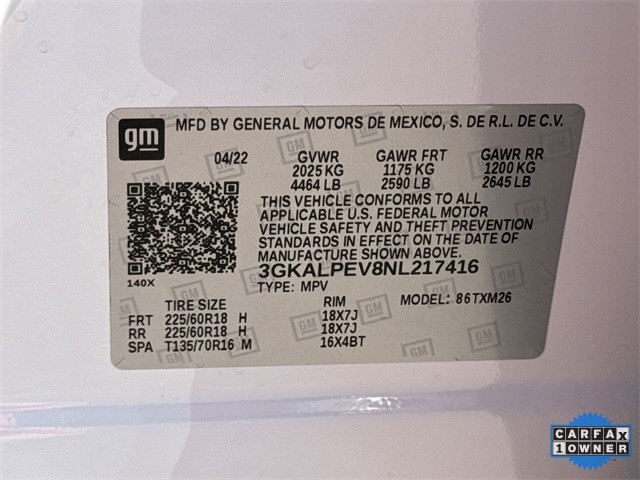 gm MFD BY GENERAL MOTORS DE MEXICO, S. DE R.L. DE C.V.
04/22 GVWR GAWR FRT GAWR RR
2025 KG 1175 KG 1200 KG
4464 LB 2590 LB 2645 LB
THIS VEHICLE CONFORMS TO ALL
APPLICABLE U.S. FEDERAL MOTOR
VEHICLE SAFETY AND THEFT PREVENTION
STANDARDS IN EFFECT ON THE DATE OF
MANUFACTURE SHOWN ABOVE.
3GKALPEV8NL217416
140X
TYPE: MPV MODEL: 86TXM26
TIRE SIZE RIM
FRT 225/60R18 H 18X7J
RR 225/60R18 H 18X7J
SPA T135/70R16 M 16X4BT
CARFAX
1 OWNER